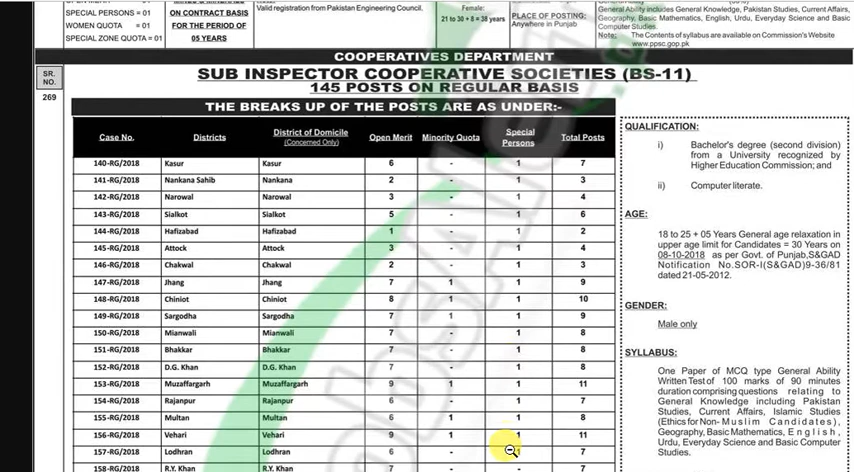 SPECIAL PERSONS = 01
WOMEN QUOTA = 01
SPECIAL ZONE QUOTA = 01
ON CONTRACT BASIS
FOR THE PERIOD OF
05 YEARS
Valid registration from Pakistan Engineering Council.
Female:
21 to 30 + 8 = 38 years
PLACE OF POSTING:
Anywhere in Punjab
General Ability includes General Knowledge, Pakistan Studies, Current Affairs,
Geography, Basic Mathematics, English, Urdu, Everyday Science and Basic
Computer Studies.
Note: The Contents of syllabus are available on Commission's Website
www.ppsc.gop.pk
COOPERATIVES DEPARTMENT
SR. NO.
269
SUB INSPECTOR COOPERATIVE SOCIETIES (BS-11)
145 POSTS ON REGULAR BASIS
THE BREAKS UP OF THE POSTS ARE AS UNDER:-
Case No. Districts District of Domicile (Concerned Only) Open Merit Minority Quota Special Persons Total Posts
140-RG/2018 Kasur Kasur 6 - 1 7
141-RG/2018 Nankana Sahib Nankana 2 - 1 3
142-RG/2018 Narowal Narowal 3 - 1 4
143-RG/2018 Sialkot Sialkot 5 - 1 6
144-RG/2018 Hafizabad Hafizabad 1 - 1 2
145-RG/2018 Attock Attock 3 - 1 4
146-RG/2018 Chakwal Chakwal 2 - 1 3
147-RG/2018 Jhang Jhang 7 1 1 9
148-RG/2018 Chiniot Chiniot 8 1 1 10
149-RG/2018 Sargodha Sargodha 7 1 1 9
150-RG/2018 Mianwali Mianwali 7 - 1 8
151-RG/2018 Bhakkar Bhakkar 7 - 1 8
152-RG/2018 D.G. Khan D.G. Khan 7 - 1 8
153-RG/2018 Muzaffargarh Muzaffargarh 9 1 1 11
154-RG/2018 Rajanpur Rajanpur 6 - 1 7
155-RG/2018 Multan Multan 6 1 1 8
156-RG/2018 Vehari Vehari 9 1 1 11
157-RG/2018 Lodhran Lodhran 6 - 1 7
158-RG/2018 R.Y. Khan R.Y. Khan 7 - - 7
QUALIFICATION:
i) Bachelor's degree (second division)
from a University recognized by
Higher Education Commission; and
ii) Computer literate.
AGE:
18 to 25 + 05 Years General age relaxation in
upper age limit for Candidates = 30 Years on
08-10-2018 as per Govt. of Punjab,S&GAD
Notification No.SOR-I(S&GAD)9-36/81
dated 21-05-2012.
GENDER:
Male only
SYLLABUS:
One Paper of MCQ type General Ability
Written Test of 100 marks of 90 minutes
duration comprising questions relating to
General Knowledge including Pakistan
Studies, Current Affairs, Islamic Studies
(Ethics for Non-Muslim Candidates),
Geography, Basic Mathematics, English,
Urdu, Everyday Science and Basic Computer
Studies.